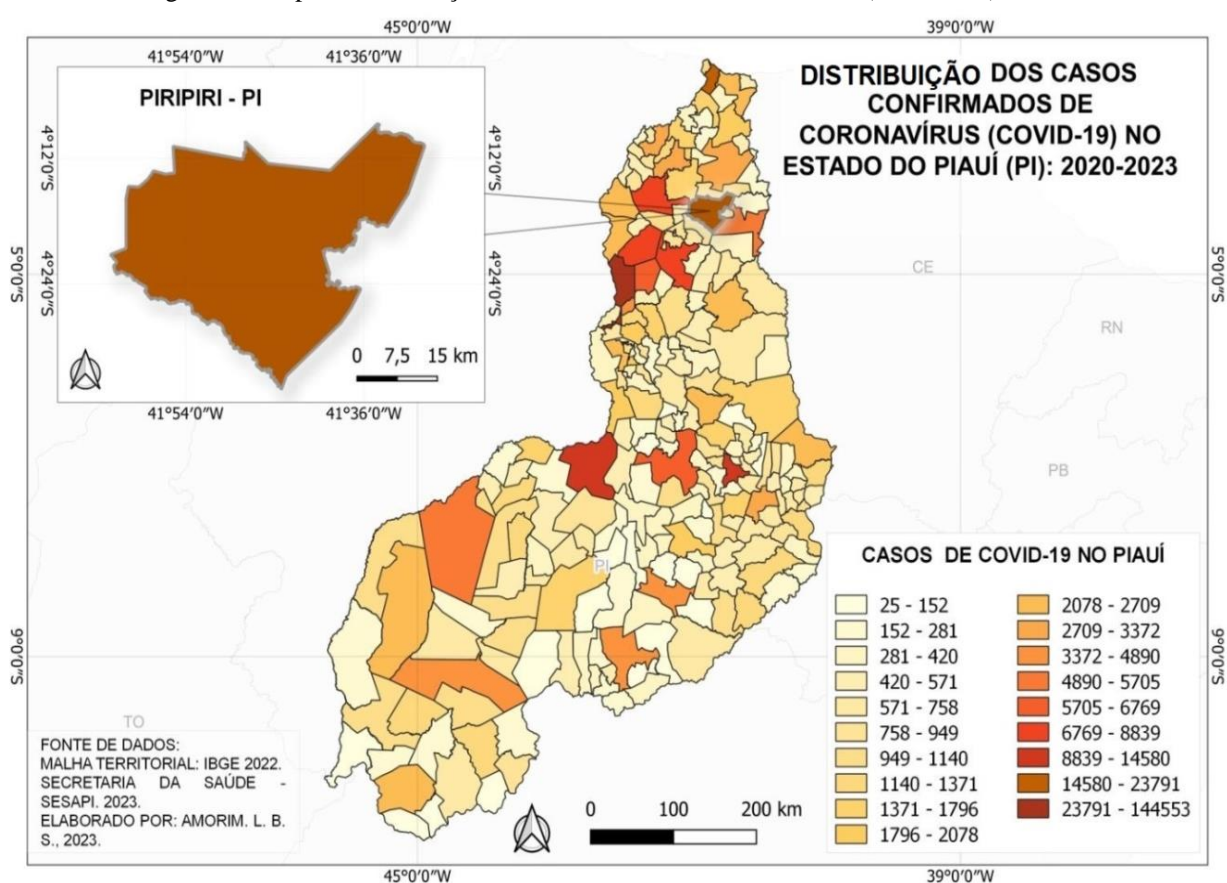 45°0'0"W
39°0'0"W
41°54'0"W
41°36'0"W
PIRIPIRI - PI
4°12'0"S
4°12'0"S
4°24'0"S
4°24'0"S
0 7,5 15 km
41°54'0"W
41°36'0"W
DISTRIBUIÇÃO DOS CASOS
CONFIRMADOS DE
CORONAVÍRUS (COVID-19) NO
ESTADO DO PIAUÍ (PI): 2020-2023
5°0'0"S
5°0'0"S
CE
RN
PB
PI
TO
9°0'0"S
9°0'0"S
CASOS DE COVID-19 NO PIAUÍ
25 - 152
152 - 281
281 - 420
420 - 571
571 - 758
758 - 949
949 - 1140
1140 - 1371
1371 - 1796
1796 - 2078
2078 - 2709
2709 - 3372
3372 - 4890
4890 - 5705
5705 - 6769
6769 - 8839
8839 - 14580
14580 - 23791
23791 - 144553
FONTE DE DADOS:
MALHA TERRITORIAL: IBGE 2022.
SECRETARIA DA SAÚDE -
SESAPI. 2023.
ELABORADO POR: AMORIM. L. B.
S., 2023.
0 100 200 km
45°0'0"W
39°0'0"W